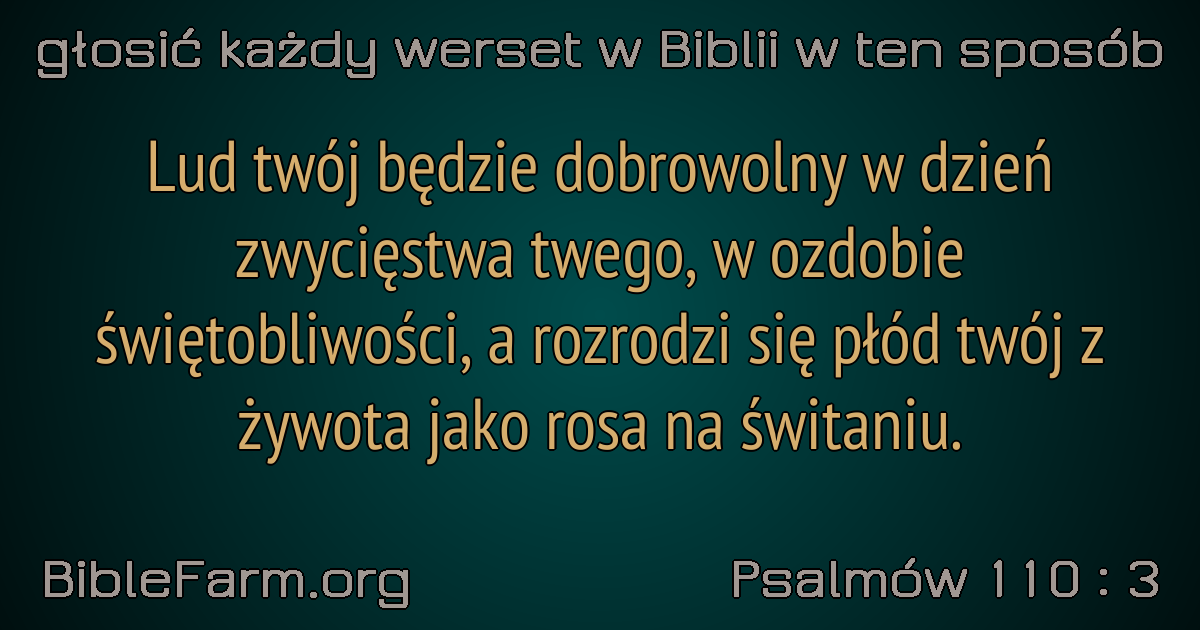 głosić każdy werset w Biblii w ten sposób
Lud twój będzie dobrowolny w dzień
zwycięstwa twego, w ozdobie
świętobliwości, a rozrodzi się płód twój z
żywota jako rosa na świtaniu.
BibleFarm.org
Psalmów 110 : 3